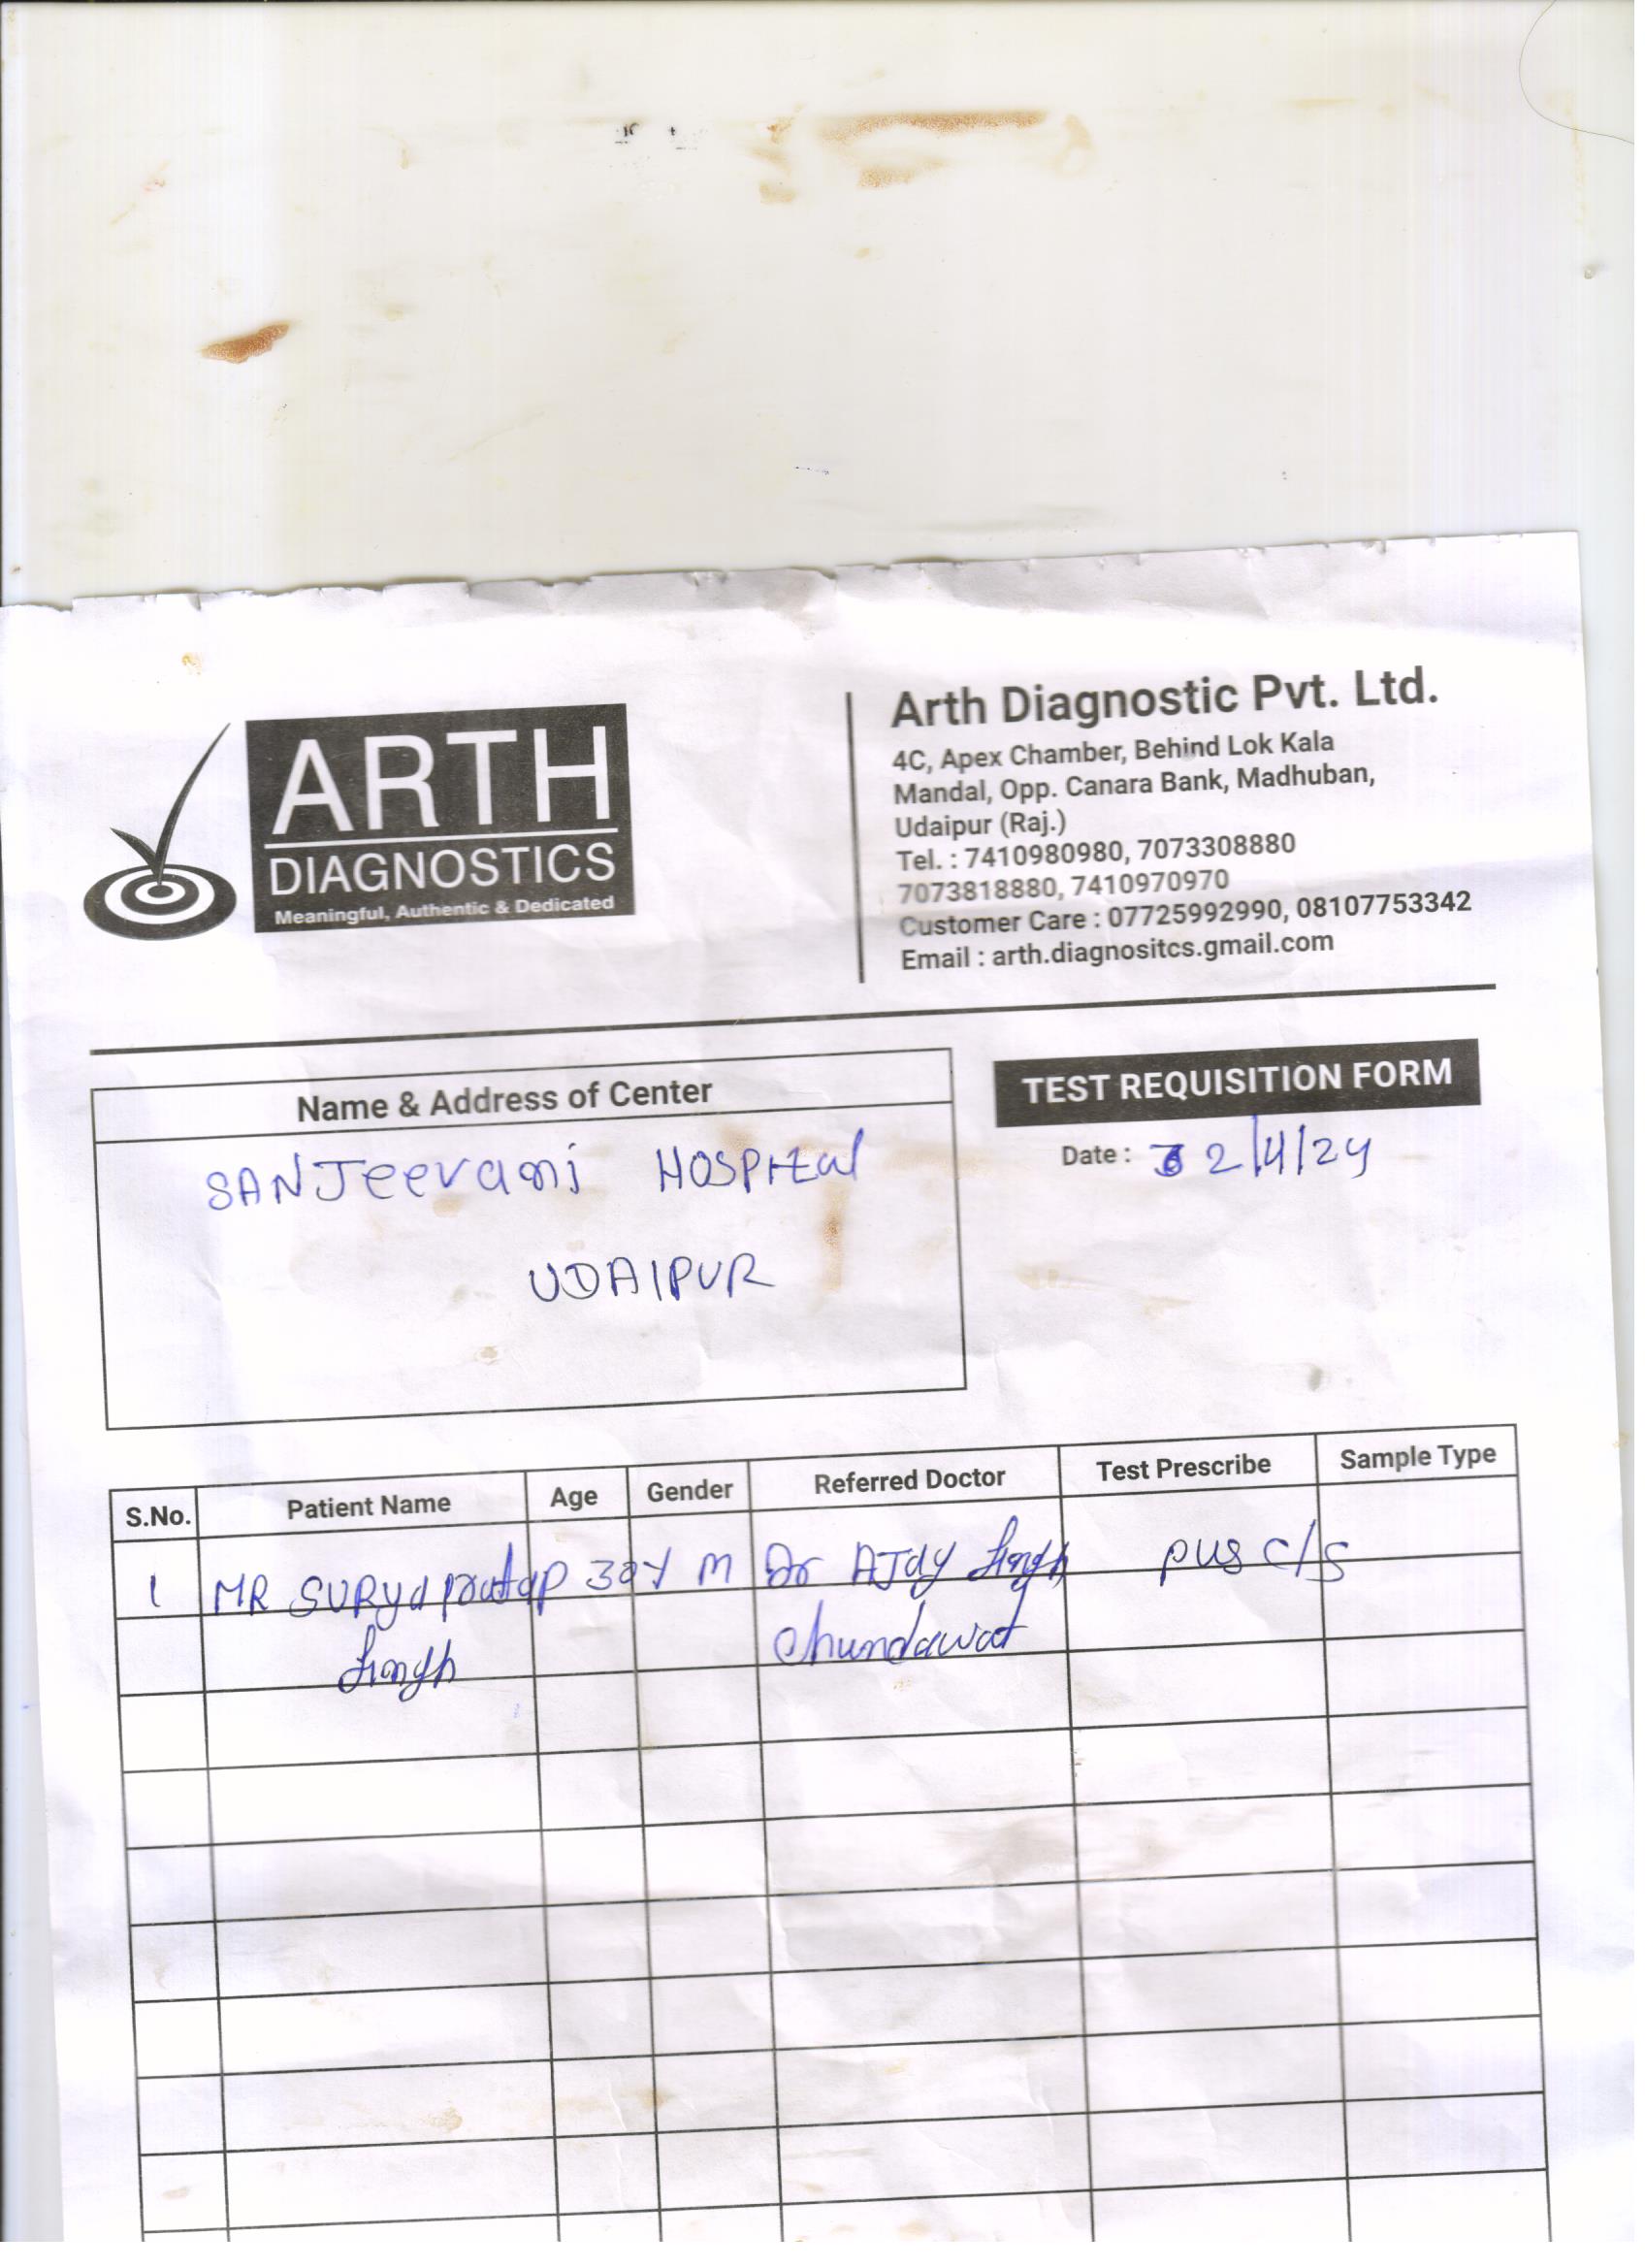 ARTH
DIAGNOSTICS
Meaningful, Authentic & Dedicated
Arth Diagnostic Pvt. Ltd.
4C, Apex Chamber, Behind Lok Kala
Mandal, Opp. Canara Bank, Madhuban,
Udaipur (Raj.)
Tel. : 7410980980, 7073308880
7073818880, 7410970970
Customer Care : 07725992990, 08107753342
Email : arth.diagnositcs.gmail.com
Name & Address of Center
SANJeevani HOSPItal
UDAIPUR
TEST REQUISITION FORM
Date : 2/4/24
S.No. Patient Name Age Gender Referred Doctor Test Prescribe Sample Type
1 MR SURya pratap 30Y M Dr AJay Singh pus c/s
Singh Chundawat